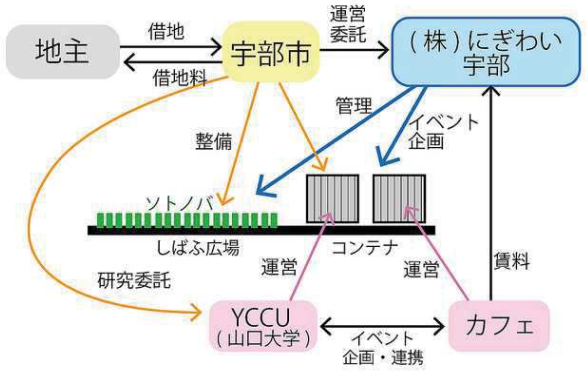 地主
借地
借地料
宇部市
運営
委託
(株)にぎわい
宇部
整備
管理
イベント
企画
ソトノバ
しばふ広場
コンテナ
運営
運営
賃料
研究委託
YCCU
(山口大学)
イベント
企画・連携
カフェ